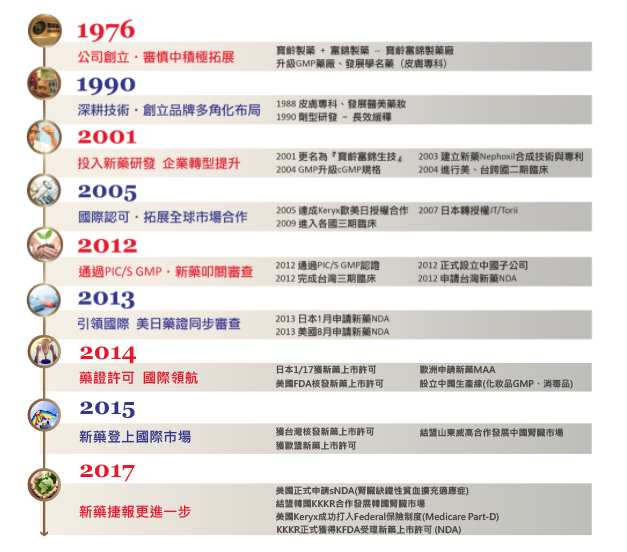 1976
公司創立．審慎中積極拓展
寶齡製藥 + 富錦製藥 － 寶齡富錦製藥廠
升級GMP藥廠、發展學名藥（皮膚專科）
1990
深耕技術．創立品牌多角化布局
1988 皮膚專科、發展醫美藥妝
1990 劑型研發 － 長效緩釋
2001
投入新藥研發 企業轉型提升
2001 更名為『寶齡富錦生技』 2003 建立新藥Nephoxil合成技術與專利
2004 GMP升級cGMP規格 2004 進行美、台跨國二期臨床
2005
國際認可．拓展全球市場合作
2005 達成Keryx歐美日授權合作 2007 日本轉授權JT/Torii
2009 進入各國三期臨床
2012
通過PIC/S GMP．新藥叩關審查
2012 通過PIC/S GMP認證 2012 正式設立中國子公司
2012 完成台灣三期臨床 2012 申請台灣新藥NDA
2013
引領國際 美日藥證同步審查
2013 日本1月申請新藥NDA
2013 美國8月申請新藥NDA
2014
藥證許可 國際領航
日本1/17獲新藥上市許可 歐洲申請新藥MAA
美國FDA核發新藥上市許可 設立中國生產線(化妝品GMP、消毒品)
2015
新藥登上國際市場
獲台灣核發新藥上市許可 結盟山東威高合作發展中國腎臟市場
獲歐盟新藥上市許可
2017
新藥捷報更進一步
美國正式申請sNDA(腎臟缺鐵性貧血擴充適應症)
結盟韓國KKKR合作發展韓國腎臟市場
美國Keryx成功打入Federal保險制度(Medicare Part-D)
KKKR正式獲得KFDA受理新藥上市許可 (NDA)